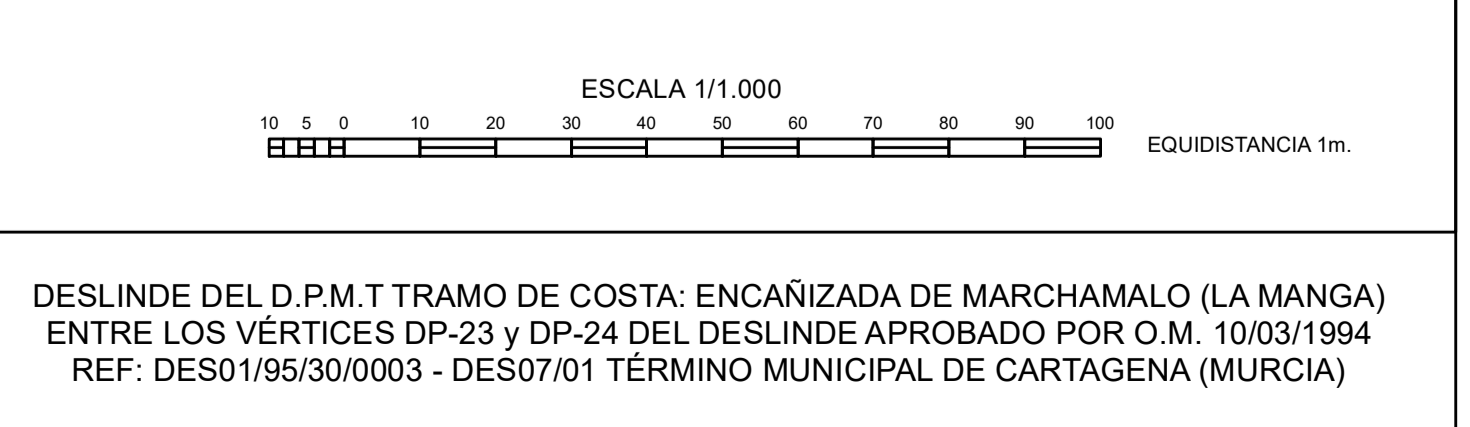 ESCALA 1/1.000
10 5 0 10 20 30 40 50 60 70 80 90 100
EQUIDISTANCIA 1m.
DESLINDE DEL D.P.M.T TRAMO DE COSTA: ENCAÑIZADA DE MARCHAMALO (LA MANGA)
ENTRE LOS VÉRTICES DP-23 y DP-24 DEL DESLINDE APROBADO POR O.M. 10/03/1994
REF: DES01/95/30/0003 - DES07/01 TÉRMINO MUNICIPAL DE CARTAGENA (MURCIA)